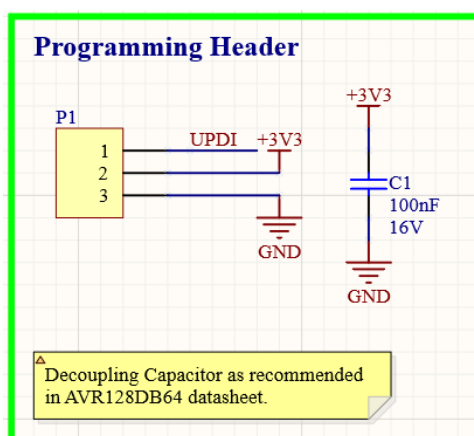 Programming Header
P1
1
2
3
UPDI
+3V3
GND
+3V3
C1
100nF
16V
GND
Decoupling Capacitor as recommended
in AVR128DB64 datasheet.